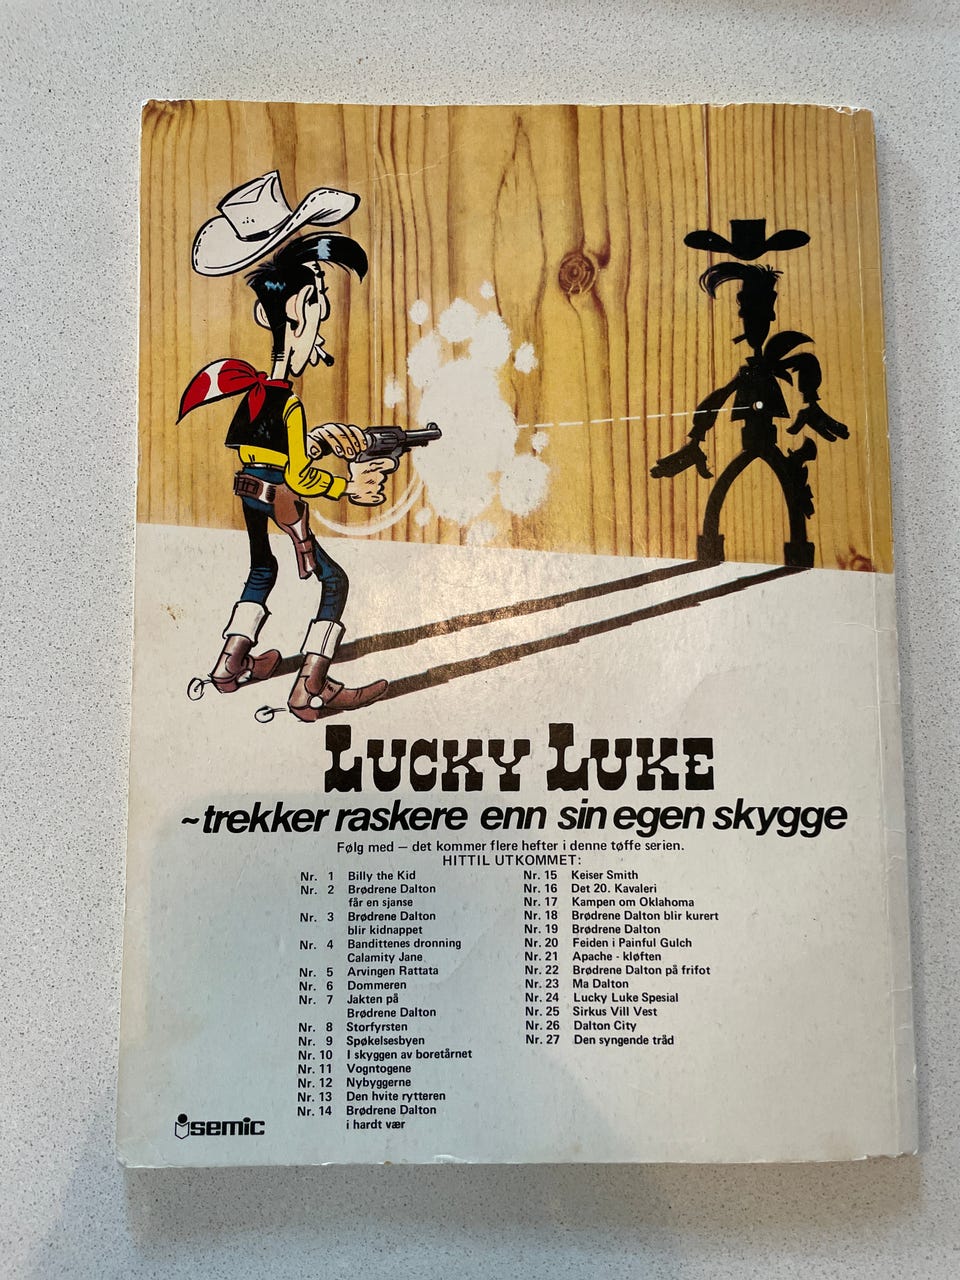 LUCKY LUKE
~trekker raskere enn sin egen skygge
Følg med — det kommer flere hefter i denne tøffe serien.
HITTIL UTKOMMET:
Nr. 1 Billy the Kid
Nr. 2 Brødrene Dalton
får en sjanse
Nr. 3 Brødrene Dalton
blir kidnappet
Nr. 4 Bandittenes dronning
Calamity Jane
Nr. 5 Arvingen Rattata
Nr. 6 Dommeren
Nr. 7 Jakten på
Brødrene Dalton
Nr. 8 Storfyrsten
Nr. 9 Spøkelsesbyen
Nr. 10 I skyggen av boretårnet
Nr. 11 Vogntogene
Nr. 12 Nybyggerne
Nr. 13 Den hvite rytteren
Nr. 14 Brødrene Dalton
i hardt vær
Nr. 15 Keiser Smith
Nr. 16 Det 20. Kavaleri
Nr. 17 Kampen om Oklahoma
Nr. 18 Brødrene Dalton blir kurert
Nr. 19 Brødrene Dalton
Nr. 20 Feiden i Painful Gulch
Nr. 21 Apache - kløften
Nr. 22 Brødrene Dalton på frifot
Nr. 23 Ma Dalton
Nr. 24 Lucky Luke Spesial
Nr. 25 Sirkus Vill Vest
Nr. 26 Dalton City
Nr. 27 Den syngende tråd
semic